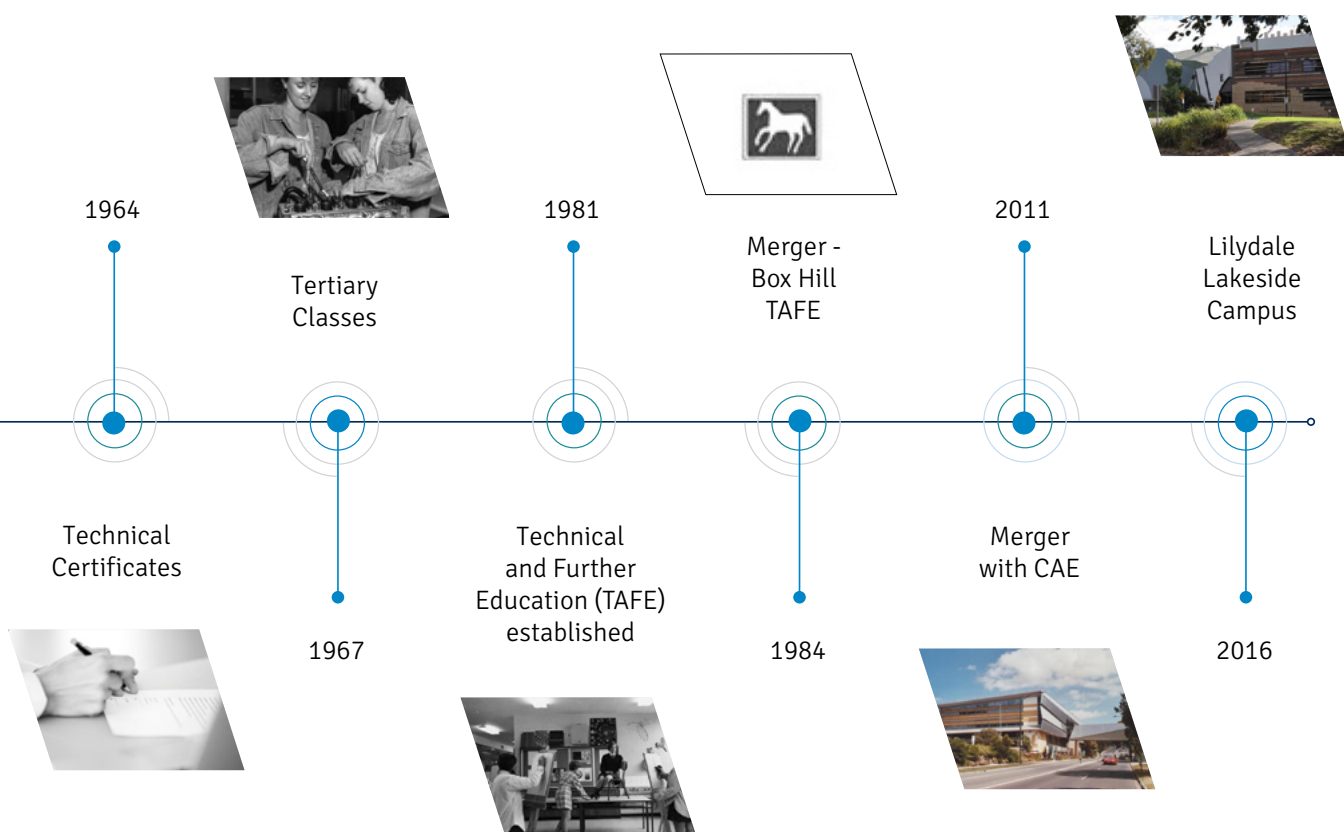 1964
Technical
Certificates
Tertiary
Classes
1967
1981
Technical
and Further
Education (TAFE)
established
Merger -
Box Hill
TAFE
1984
2011
Merger
with CAE
Lilydale
Lakeside
Campus
2016